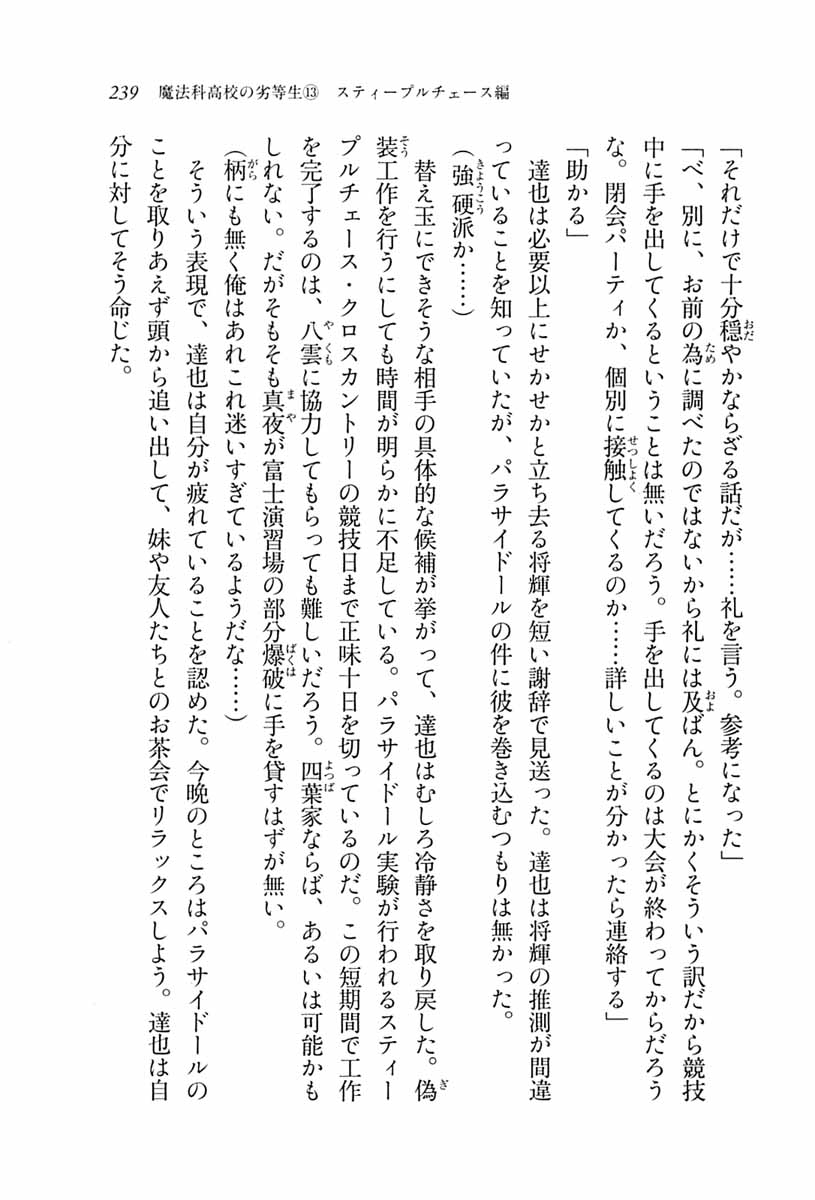 239　魔法科高校の劣等生⑬　スティープルチェース編
「それだけで十分穏やかならざる話だが……礼を言う。参考になった」
「べ、別に、お前の為に調べたのではないから礼には及ばん。とにかくそういう訳だから競技
中に手を出してくるということは無いだろう。手を出してくるのは大会が終わってからだろう
な。閉会パーティか、個別に接触してくるのか……詳しいことが分かったら連絡する」
「助かる」
　達也は必要以上にせかせかと立ち去る将輝を短い謝辞で見送った。達也は将輝の推測が間違
っていることを知っていたが、パラサイドールの件に彼を巻き込むつもりは無かった。
（強硬派か……）
　替え玉にできそうな相手の具体的な候補が挙がって、達也はむしろ冷静さを取り戻した。偽
装工作を行うにしても時間が明らかに不足している。パラサイドール実験が行われるスティー
プルチェース・クロスカントリーの競技日まで正味十日を切っているのだ。この短期間で工作
を完了するのは、八雲に協力してもらっても難しいだろう。四葉家ならば、あるいは可能かも
しれない。だがそもそも真夜が富士演習場の部分爆破に手を貸すはずが無い。
（柄にも無く俺はあれこれ迷いすぎているようだな……）
　そういう表現で、達也は自分が疲れていることを認めた。今晩のところはパラサイドールの
ことを取りあえず頭から追い出して、妹や友人たちとのお茶会でリラックスしよう。達也は自
分に対してそう命じた。